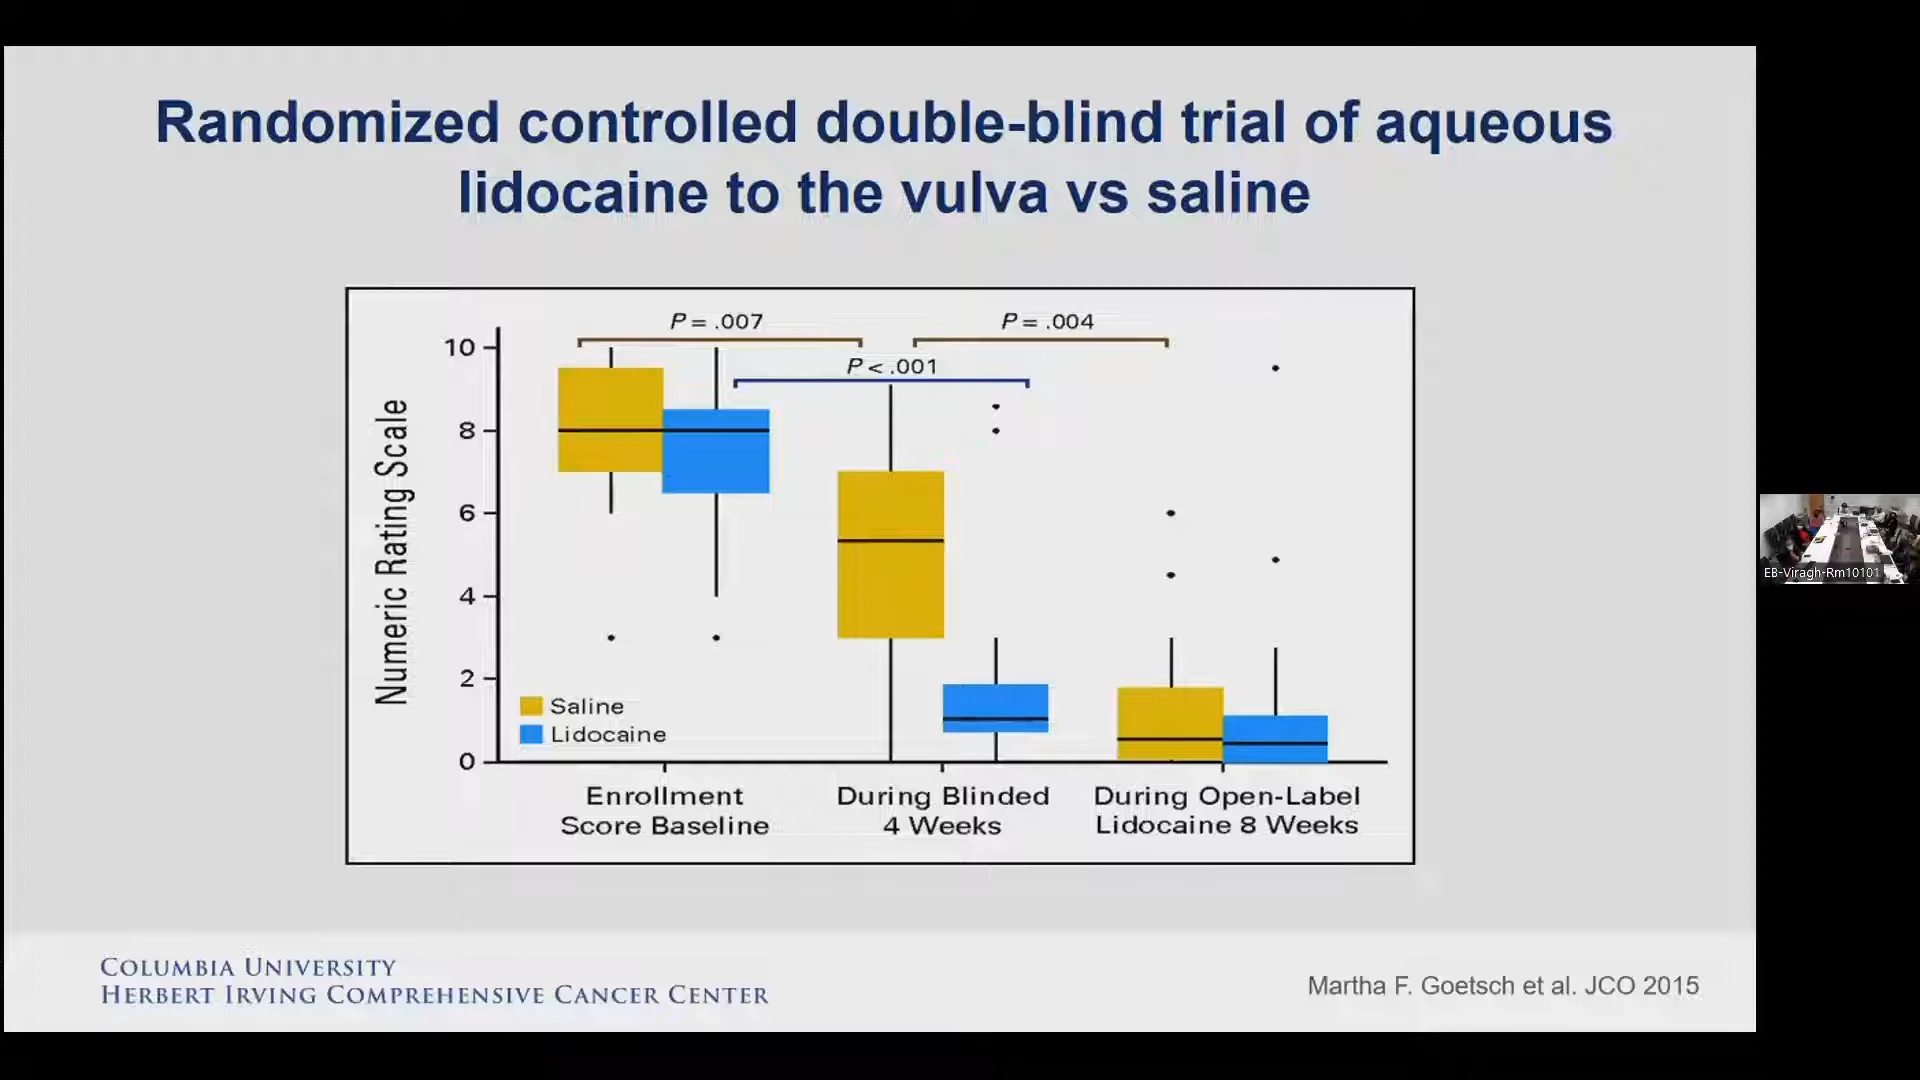 Randomized controlled double-blind trial of aqueous
lidocaine to the vulva vs saline
P = .007
P = .004
P < .001
Numeric Rating Scale
10
8
6
4
2
0
Saline
Lidocaine
Enrollment
Score Baseline
During Blinded
4 Weeks
During Open-Label
Lidocaine 8 Weeks
EB-Viragh-Rm10101
COLUMBIA UNIVERSITY
HERBERT IRVING COMPREHENSIVE CANCER CENTER
Martha F. Goetsch et al. JCO 2015